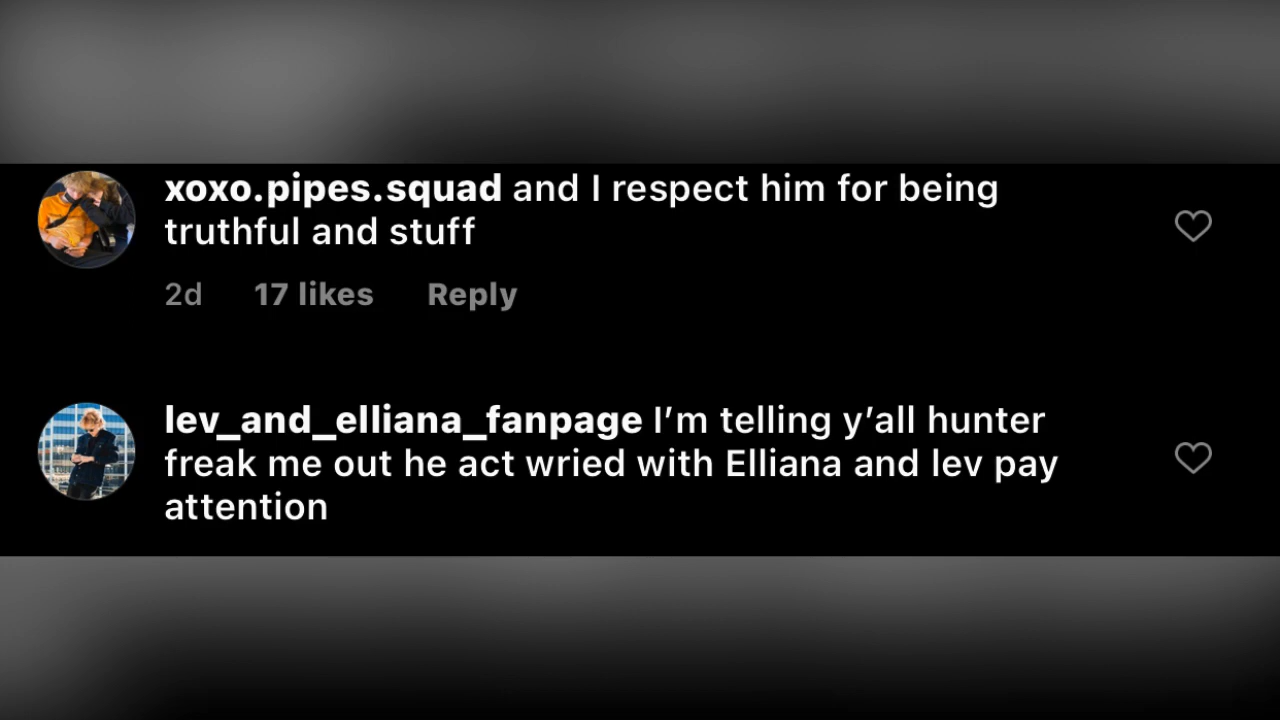 xoxo.pipes.squad and I respect him for being
truthful and stuff
2d 17 likes Reply
lev_and_elliana_fanpage I’m telling y’all hunter
freak me out he act wried with Elliana and lev pay
attention